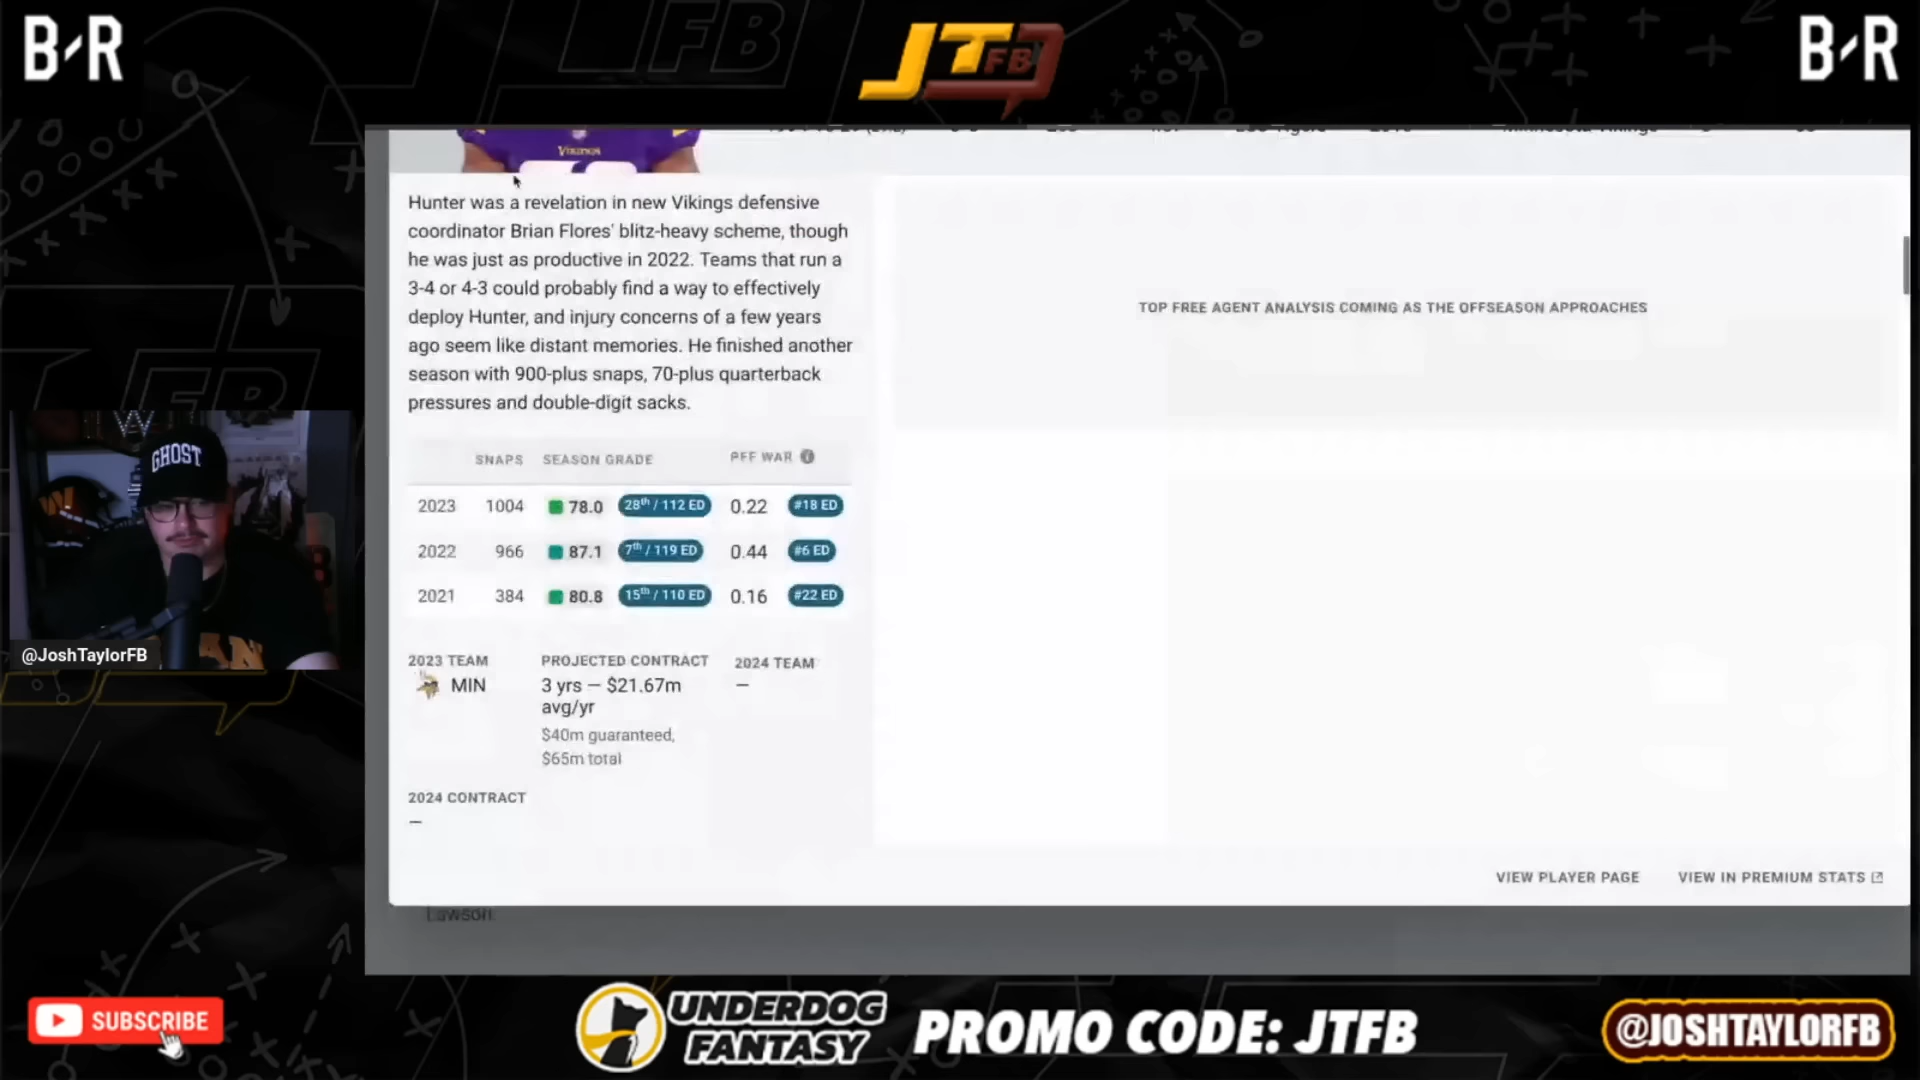 B/R
JTFB
B/R
FB
Minnesota Vikings
VIKINGS
Hunter was a revelation in new Vikings defensive
coordinator Brian Flores' blitz-heavy scheme, though
he was just as productive in 2022. Teams that run a
3-4 or 4-3 could probably find a way to effectively
deploy Hunter, and injury concerns of a few years
ago seem like distant memories. He finished another
season with 900-plus snaps, 70-plus quarterback
pressures and double-digit sacks.
TOP FREE AGENT ANALYSIS COMING AS THE OFFSEASON APPROACHES
SNAPS SEASON GRADE PFF WAR
2023 1004 78.0 28th / 112 ED 0.22 #18 ED
2022 966 87.1 7th / 119 ED 0.44 #6 ED
2021 384 80.8 15th / 110 ED 0.16 #22 ED
GHOST
@JoshTaylorFB
2023 TEAM PROJECTED CONTRACT 2024 TEAM
MIN 3 yrs – $21.67m –
avg/yr
$40m guaranteed,
$65m total
2024 CONTRACT
–
VIEW PLAYER PAGE VIEW IN PREMIUM STATS
Lawson.
SUBSCRIBE
UNDERDOG
FANTASY
PROMO CODE: JTFB
@JOSHTAYLORFB